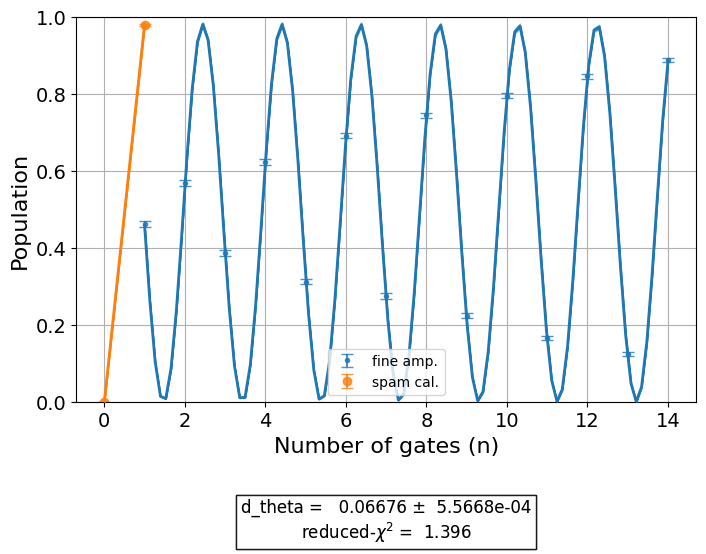 1.0
0.8
0.6
0.4
0.2
0.0
Population
fine amp.
spam cal.
0 2 4 6 8 10 12 14
Number of gates (n)
d_theta = 0.06676 ± 5.5668e-04
reduced-χ² = 1.396